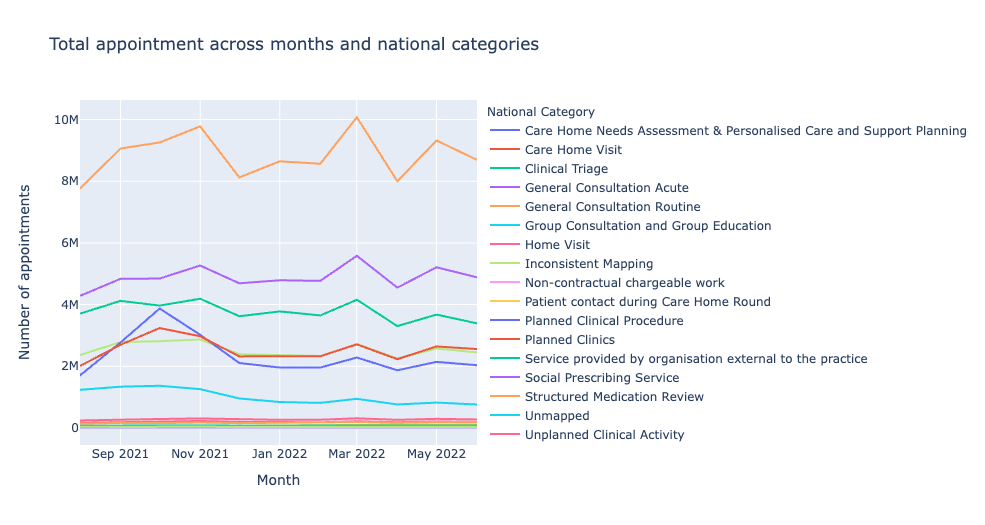 Total appointment across months and national categories
Number of appointments
10M
8M
6M
4M
2M
0
Sep 2021
Nov 2021
Jan 2022
Mar 2022
May 2022
Month
National Category
Care Home Needs Assessment & Personalised Care and Support Planning
Care Home Visit
Clinical Triage
General Consultation Acute
General Consultation Routine
Group Consultation and Group Education
Home Visit
Inconsistent Mapping
Non-contractual chargeable work
Patient contact during Care Home Round
Planned Clinical Procedure
Planned Clinics
Service provided by organisation external to the practice
Social Prescribing Service
Structured Medication Review
Unmapped
Unplanned Clinical Activity